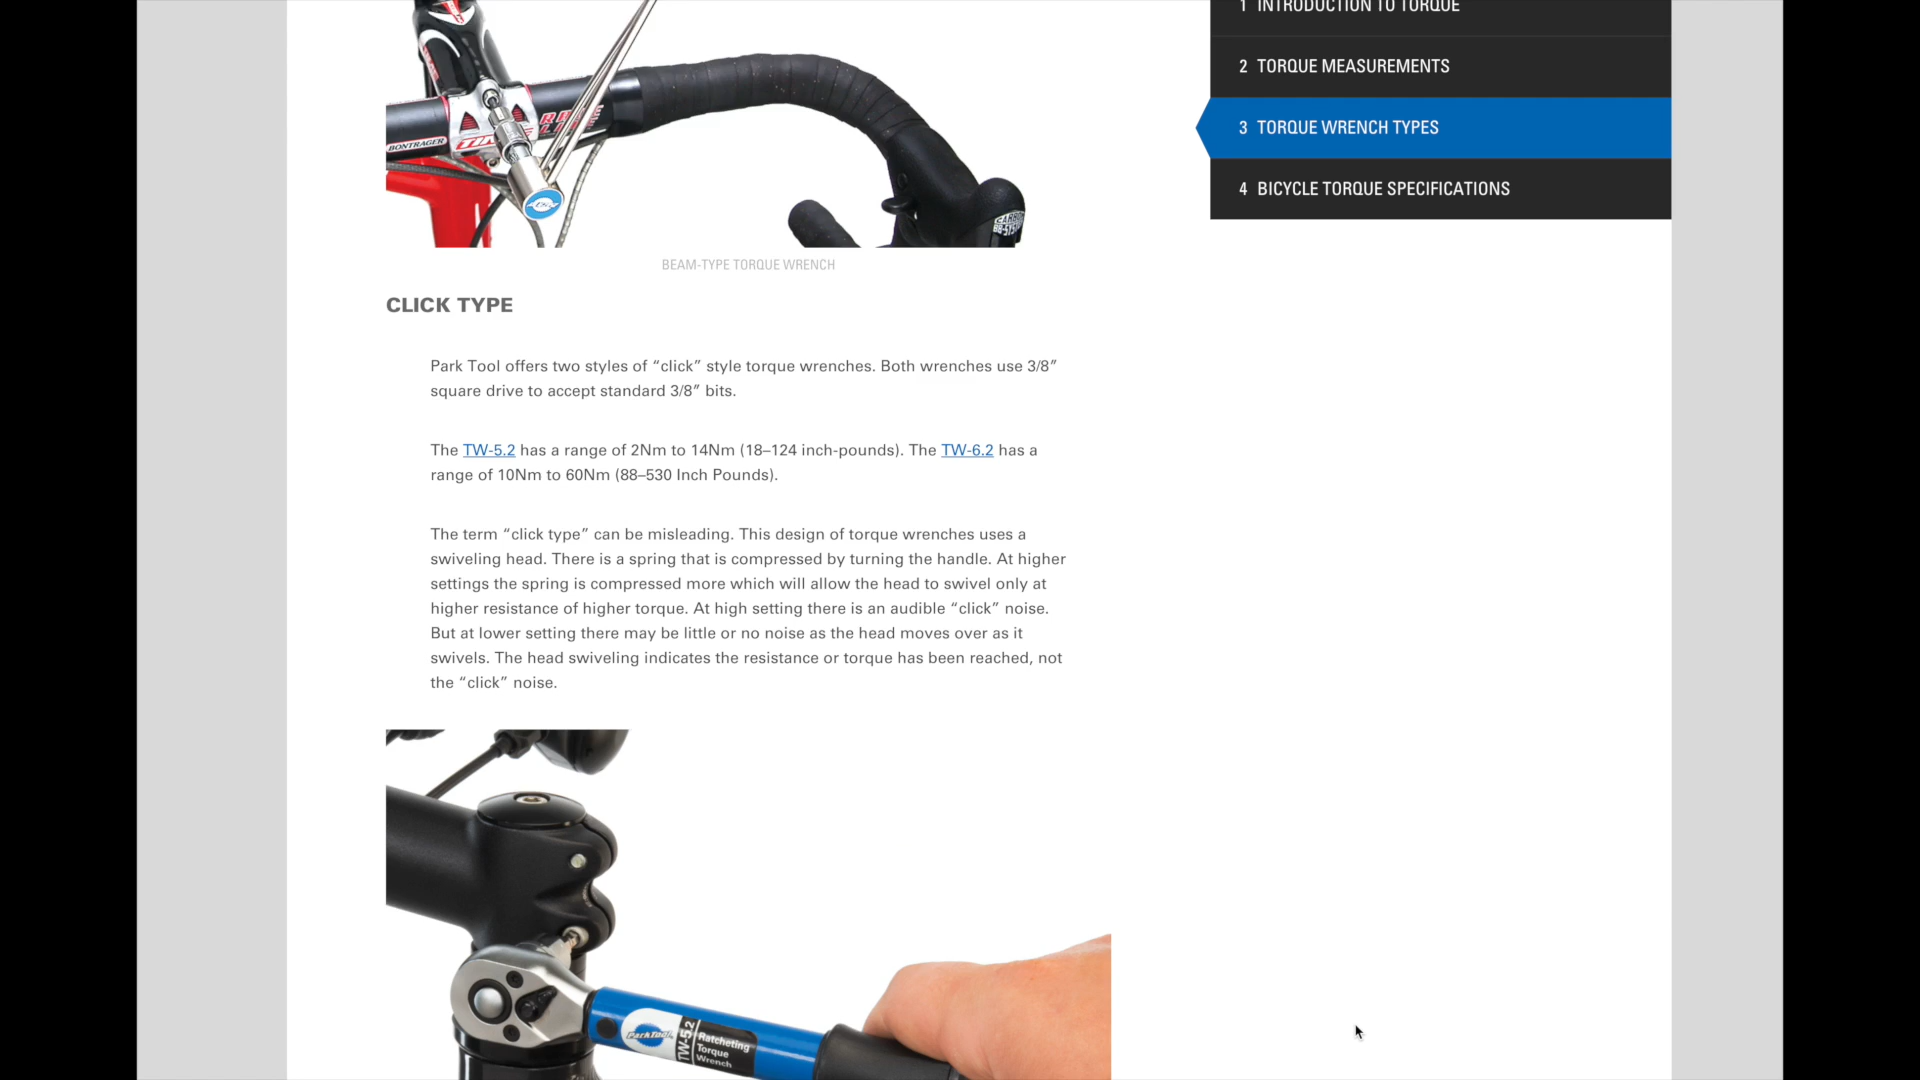 1 INTRODUCTION TO TORQUE
2 TORQUE MEASUREMENTS
3 TORQUE WRENCH TYPES
4 BICYCLE TORQUE SPECIFICATIONS
BONTRAGER
BEAM-TYPE TORQUE WRENCH
CLICK TYPE
Park Tool offers two styles of “click” style torque wrenches. Both wrenches use 3/8”
square drive to accept standard 3/8” bits.
The TW-5.2 has a range of 2Nm to 14Nm (18–124 inch-pounds). The TW-6.2 has a
range of 10Nm to 60Nm (88–530 Inch Pounds).
The term “click type” can be misleading. This design of torque wrenches uses a
swiveling head. There is a spring that is compressed by turning the handle. At higher
settings the spring is compressed more which will allow the head to swivel only at
higher resistance of higher torque. At high setting there is an audible “click” noise.
But at lower setting there may be little or no noise as the head moves over as it
swivels. The head swiveling indicates the resistance or torque has been reached, not
the “click” noise.
ParkTool
TW-5.2
Ratcheting
Torque
Wrench